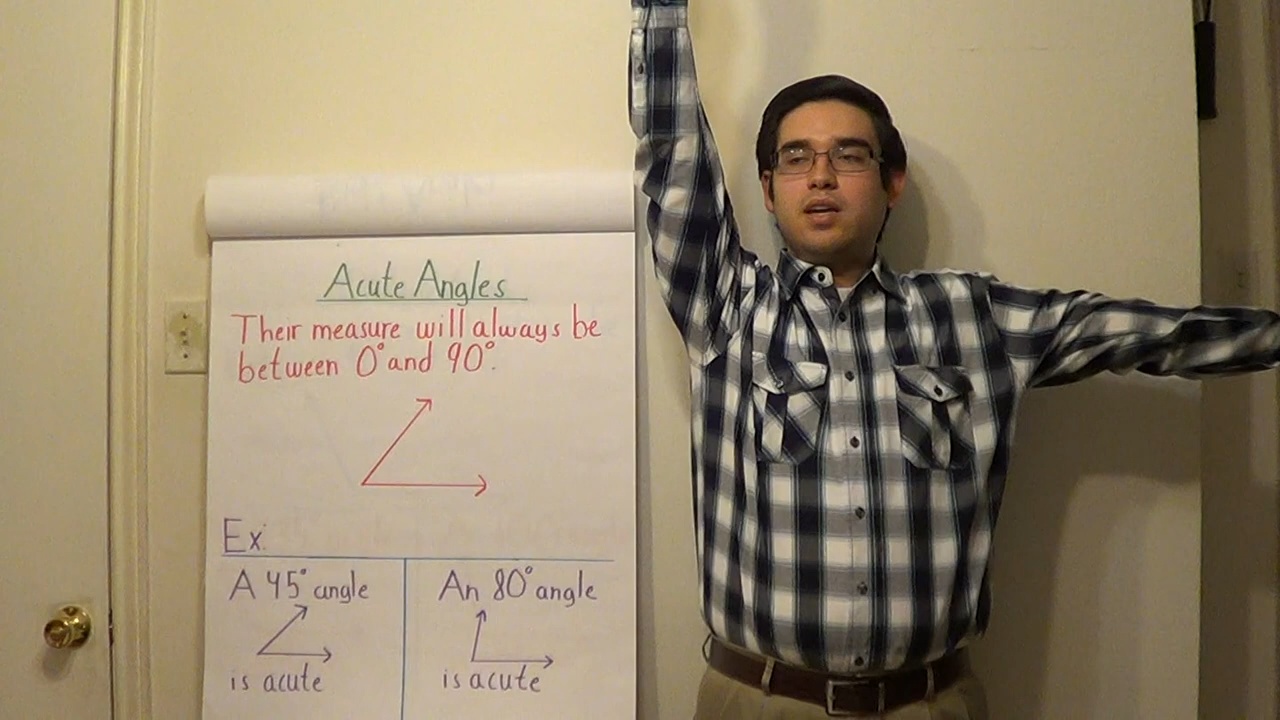 Acute Angles
Their measure will always be
between 0° and 90°.
Ex:
A 45° angle
is acute
An 80° angle
is acute